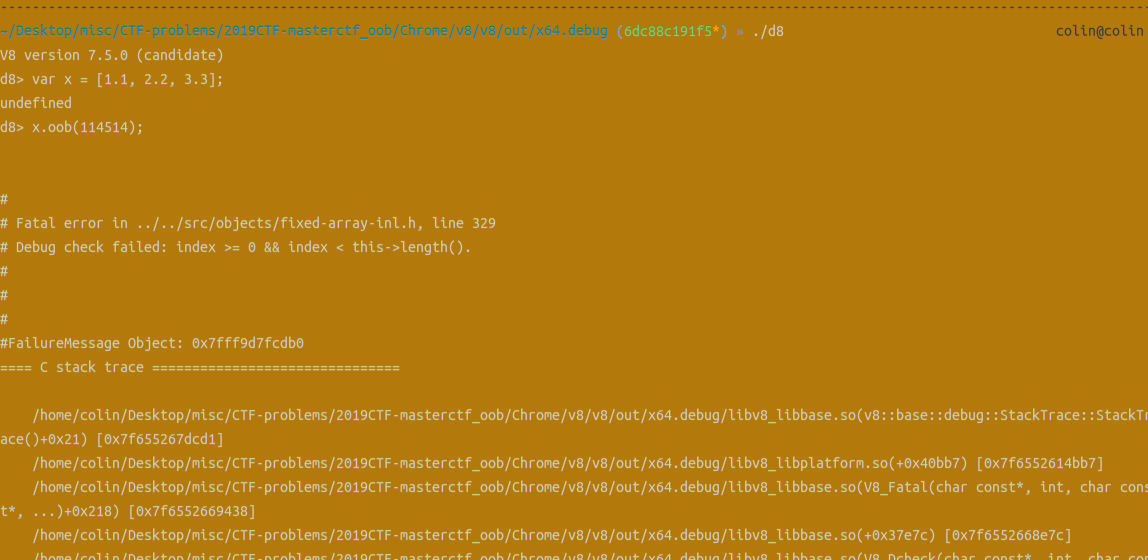 ~/Desktop/misc/CTF-problems/2019CTF-masterctf_oob/Chrome/v8/v8/out/x64.debug (6dc88c191f5*) » ./d8 colin@colin
V8 version 7.5.0 (candidate)
d8> var x = [1.1, 2.2, 3.3];
undefined
d8> x.oob(114514);
#
# Fatal error in ../../src/objects/fixed-array-inl.h, line 329
# Debug check failed: index >= 0 && index < this->length().
#
#
#
#FailureMessage Object: 0x7fff9d7fcdb0
==== C stack trace ===============================
/home/colin/Desktop/misc/CTF-problems/2019CTF-masterctf_oob/Chrome/v8/v8/out/x64.debug/libv8_libbase.so(v8::base::debug::StackTrace::StackTr
ace()+0x21) [0x7f655267dcd1]
/home/colin/Desktop/misc/CTF-problems/2019CTF-masterctf_oob/Chrome/v8/v8/out/x64.debug/libv8_libplatform.so(+0x40bb7) [0x7f6552614bb7]
/home/colin/Desktop/misc/CTF-problems/2019CTF-masterctf_oob/Chrome/v8/v8/out/x64.debug/libv8_libbase.so(V8_Fatal(char const*, int, char cons
t*, ...)+0x218) [0x7f6552669438]
/home/colin/Desktop/misc/CTF-problems/2019CTF-masterctf_oob/Chrome/v8/v8/out/x64.debug/libv8_libbase.so(+0x37e7c) [0x7f6552668e7c]
/home/colin/Desktop/misc/CTF-problems/2019CTF-masterctf_oob/Chrome/v8/v8/out/x64.debug/libv8_libbase.so(V8_Dcheck(char const*, int, char co